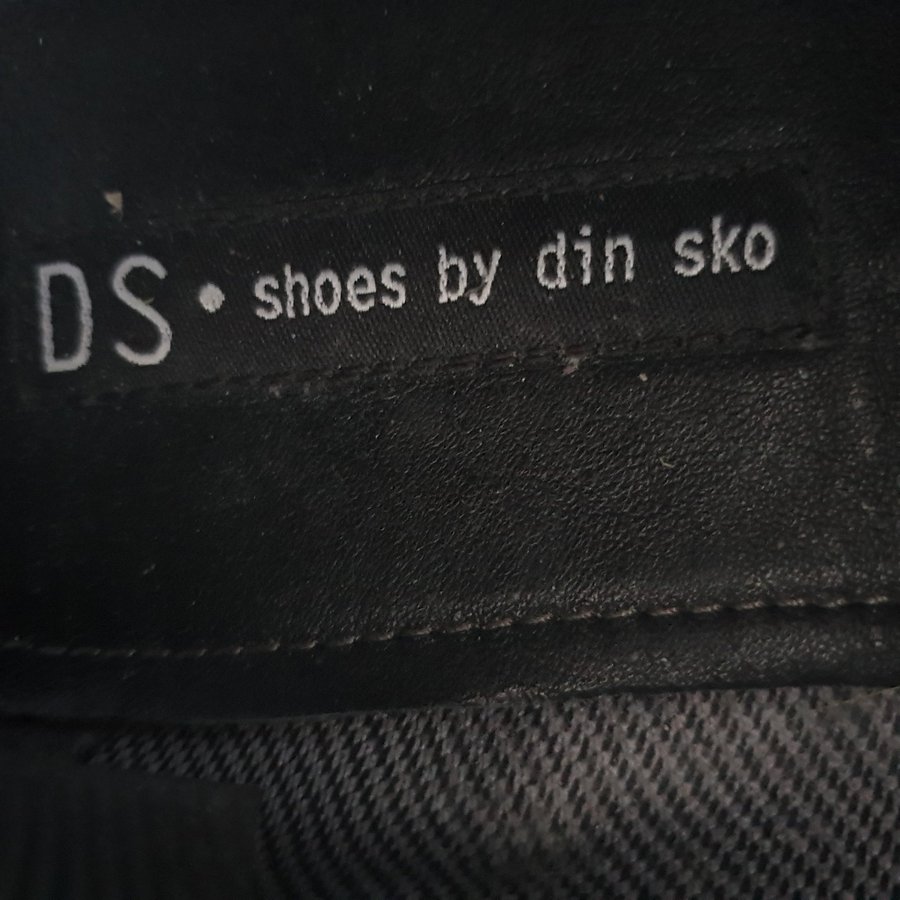 DS • shoes by din sko